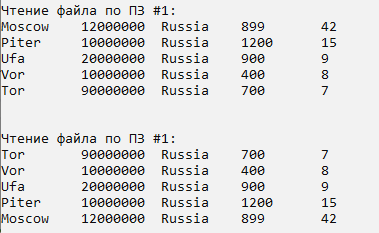 Чтение файла по ПЗ #1:
Moscow 12000000 Russia 899 42
Piter 10000000 Russia 1200 15
Ufa 20000000 Russia 900 9
Vor 10000000 Russia 400 8
Tor 90000000 Russia 700 7
Чтение файла по ПЗ #1:
Tor 90000000 Russia 700 7
Vor 10000000 Russia 400 8
Ufa 20000000 Russia 900 9
Piter 10000000 Russia 1200 15
Moscow 12000000 Russia 899 42